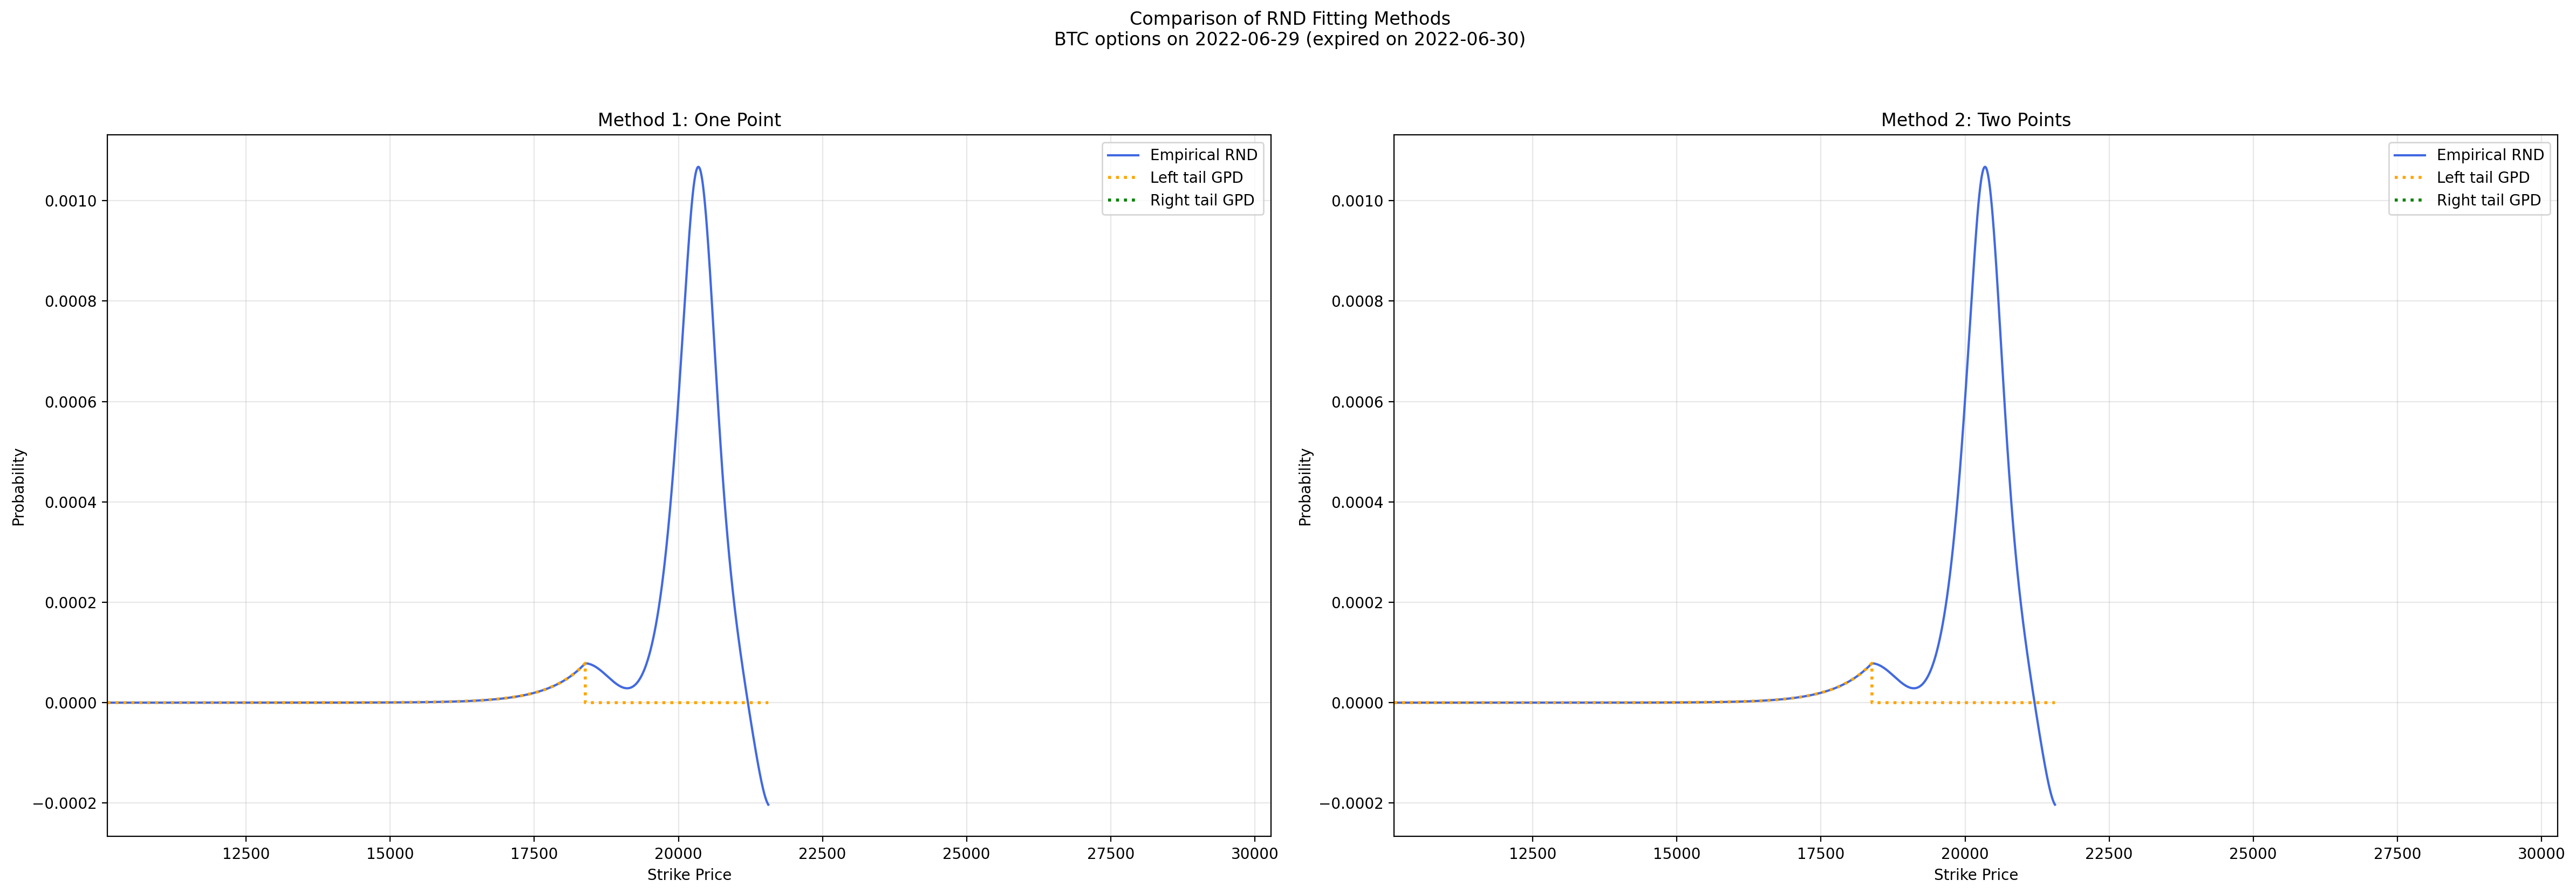 Comparison of RND Fitting Methods
BTC options on 2022-06-29 (expired on 2022-06-30)
Method 1: One Point
Empirical RND
Left tail GPD
Right tail GPD
Probability
0.0010
0.0008
0.0006
0.0004
0.0002
0.0000
−0.0002
12500 15000 17500 20000 22500 25000 27500 30000
Strike Price
Method 2: Two Points
Empirical RND
Left tail GPD
Right tail GPD
Probability
0.0010
0.0008
0.0006
0.0004
0.0002
0.0000
−0.0002
12500 15000 17500 20000 22500 25000 27500 30000
Strike Price